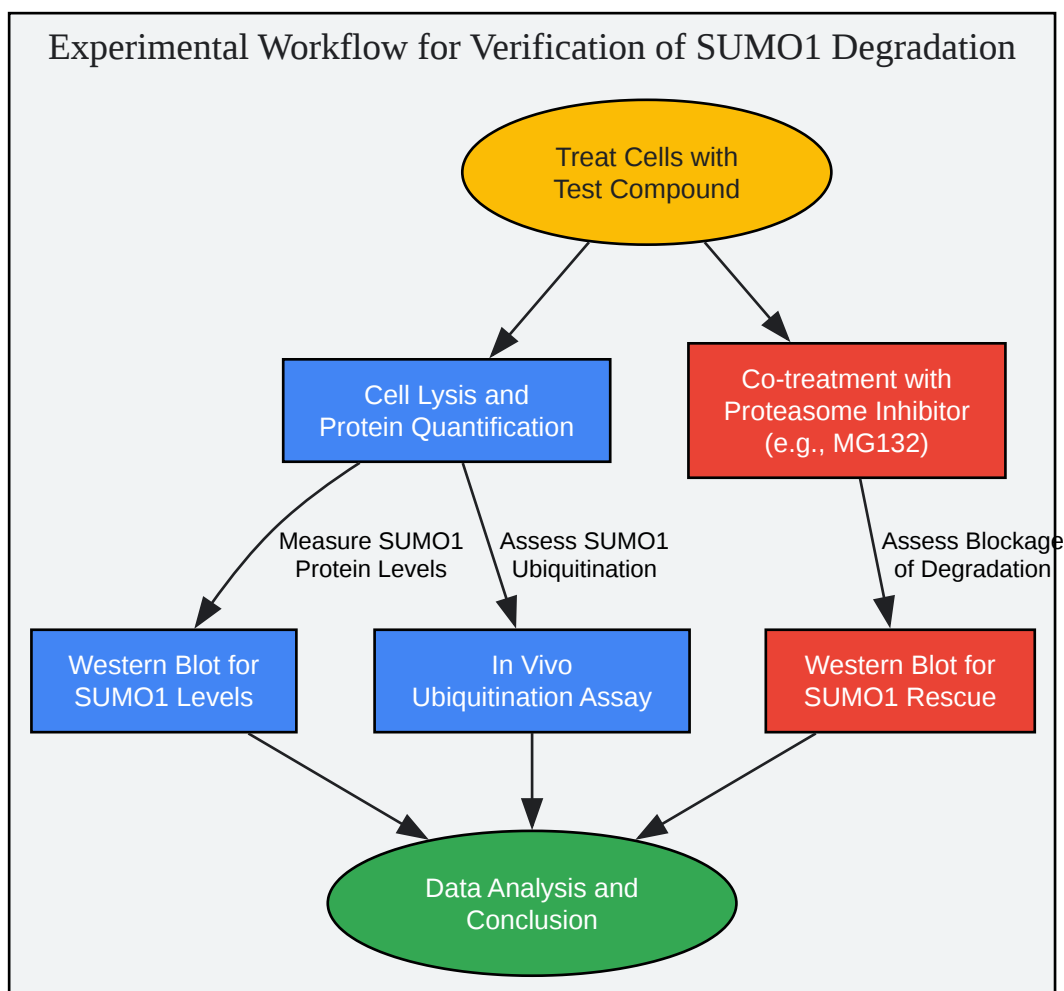 Experimental Workflow for Verification of SUMO1 Degradation
Treat Cells with
Test Compound
Cell Lysis and
Protein Quantification
Co-treatment with
Proteasome Inhibitor
(e.g., MG132)
Measure SUMO1
Protein Levels
Assess SUMO1
Ubiquitination
Assess Blockage
of Degradation
Western Blot for
SUMO1 Levels
In Vivo
Ubiquitination Assay
Western Blot for
SUMO1 Rescue
Data Analysis and
Conclusion